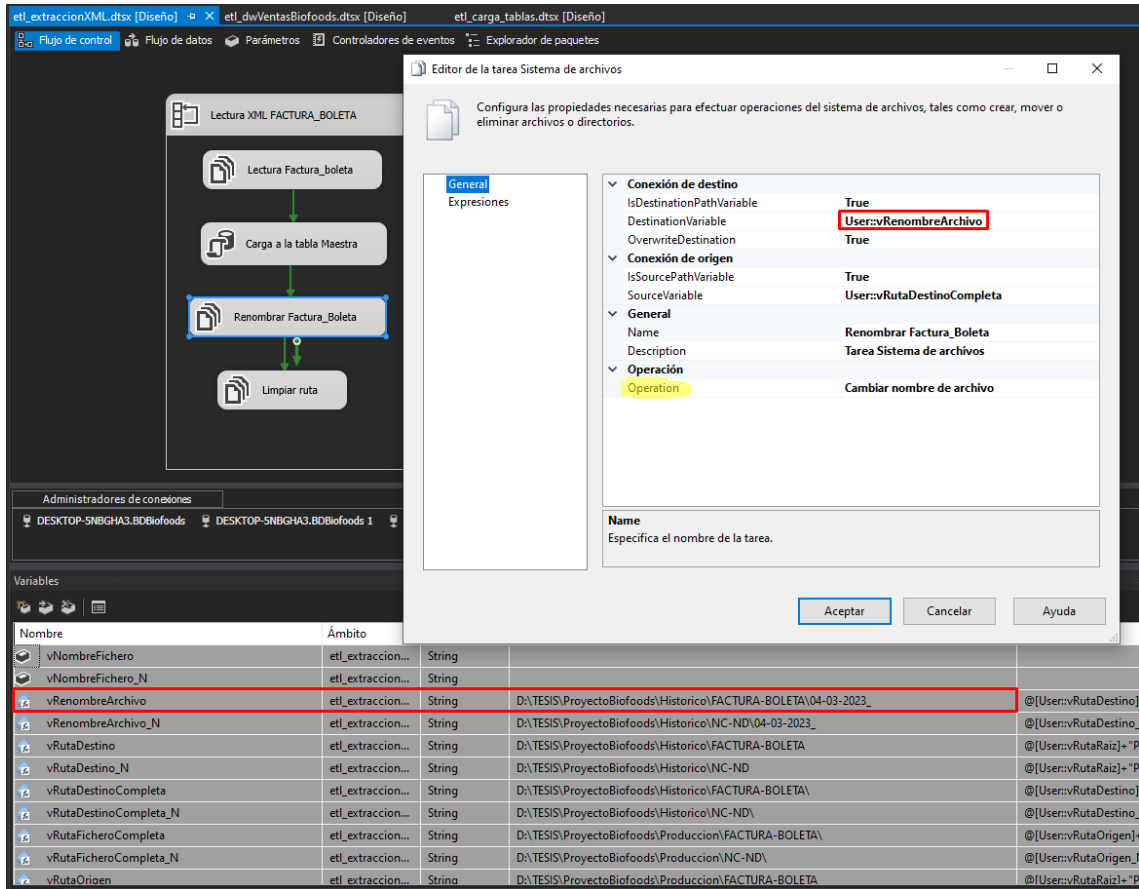 etl_extraccionXML.dtsx [Diseño] etl_dwVentasBiofoods.dtsx [Diseño] etl_carga_tablas.dtsx [Diseño]
Flujo de control Flujo de datos Parámetros Controladores de eventos Explorador de paquetes
Lectura XML FACTURA_BOLETA
Lectura Factura_boleta
Carga a la tabla Maestra
Renombrar Factura_Boleta
Limpiar ruta
Editor de la tarea Sistema de archivos
Configura las propiedades necesarias para efectuar operaciones del sistema de archivos, tales como crear, mover o
eliminar archivos o directorios.
General
Expresiones
Conexión de destino
IsDestinationPathVariable True
DestinationVariable User::vRenombreArchivo
OverwriteDestination True
Conexión de origen
IsSourcePathVariable True
SourceVariable User::vRutaDestinoCompleta
General
Name Renombrar Factura_Boleta
Description Tarea Sistema de archivos
Operación
Operation Cambiar nombre de archivo
Name
Especifica el nombre de la tarea.
Aceptar Cancelar Ayuda
Administradores de conexiones
DESKTOP-5NBGHA3.BDBiofoods DESKTOP-5NBGHA3.BDBiofoods 1
Variables
Nombre Ámbito
vNombreFichero etl_extraccion... String
vNombreFichero_N etl_extraccion... String
vRenombreArchivo etl_extraccion... String D:\TESIS\ProyectoBiofoods\Historico\FACTURA-BOLETA\04-03-2023_ @[User::vRutaDestino]
vRenombreArchivo_N etl_extraccion... String D:\TESIS\ProyectoBiofoods\Historico\NC-ND\04-03-2023_ @[User::vRutaDestino_
vRutaDestino etl_extraccion... String D:\TESIS\ProyectoBiofoods\Historico\FACTURA-BOLETA @[User::vRutaRaiz]+"P
vRutaDestino_N etl_extraccion... String D:\TESIS\ProyectoBiofoods\Historico\NC-ND @[User::vRutaRaiz]+"P
vRutaDestinoCompleta etl_extraccion... String D:\TESIS\ProyectoBiofoods\Historico\FACTURA-BOLETA\ @[User::vRutaDestino]
vRutaDestinoCompleta_N etl_extraccion... String D:\TESIS\ProyectoBiofoods\Historico\NC-ND\ @[User::vRutaDestino_
vRutaFicheroCompleta etl_extraccion... String D:\TESIS\ProyectoBiofoods\Produccion\FACTURA-BOLETA\ @[User::vRutaOrigen]+
vRutaFicheroCompleta_N etl_extraccion... String D:\TESIS\ProyectoBiofoods\Produccion\NC-ND\ @[User::vRutaOrigen_N
vRutaOrigen etl_extraccion... String D:\TESIS\ProyectoBiofoods\Produccion\FACTURA-BOLETA @[User::vRutaRaiz]+"P